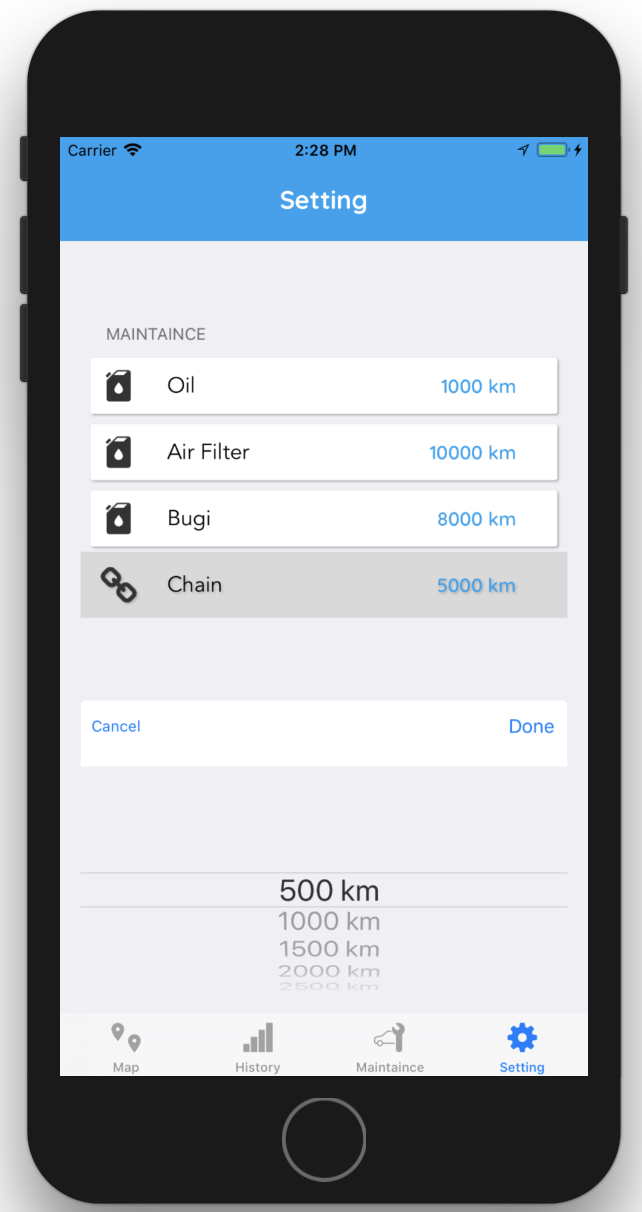 Carrier 2:28 PM
Setting
MAINTAINCE
Oil 1000 km
Air Filter 10000 km
Bugi 8000 km
Chain 5000 km
Cancel Done
500 km
1000 km
1500 km
2000 km
2500 km
Map History Maintaince Setting